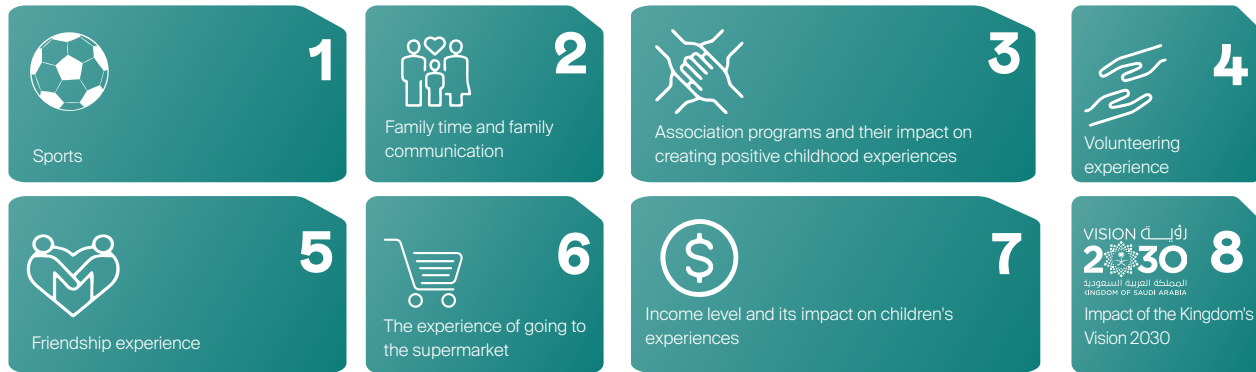 1
Sports
2
Family time and family
communication
3
Association programs and their impact on
creating positive childhood experiences
4
Volunteering
experience
5
Friendship experience
6
The experience of going to
the supermarket
7
Income level and its impact on children's
experiences
VISION رؤية
2030
المملكة العربية السعودية
KINGDOM OF SAUDI ARABIA
8
Impact of the Kingdom's
Vision 2030